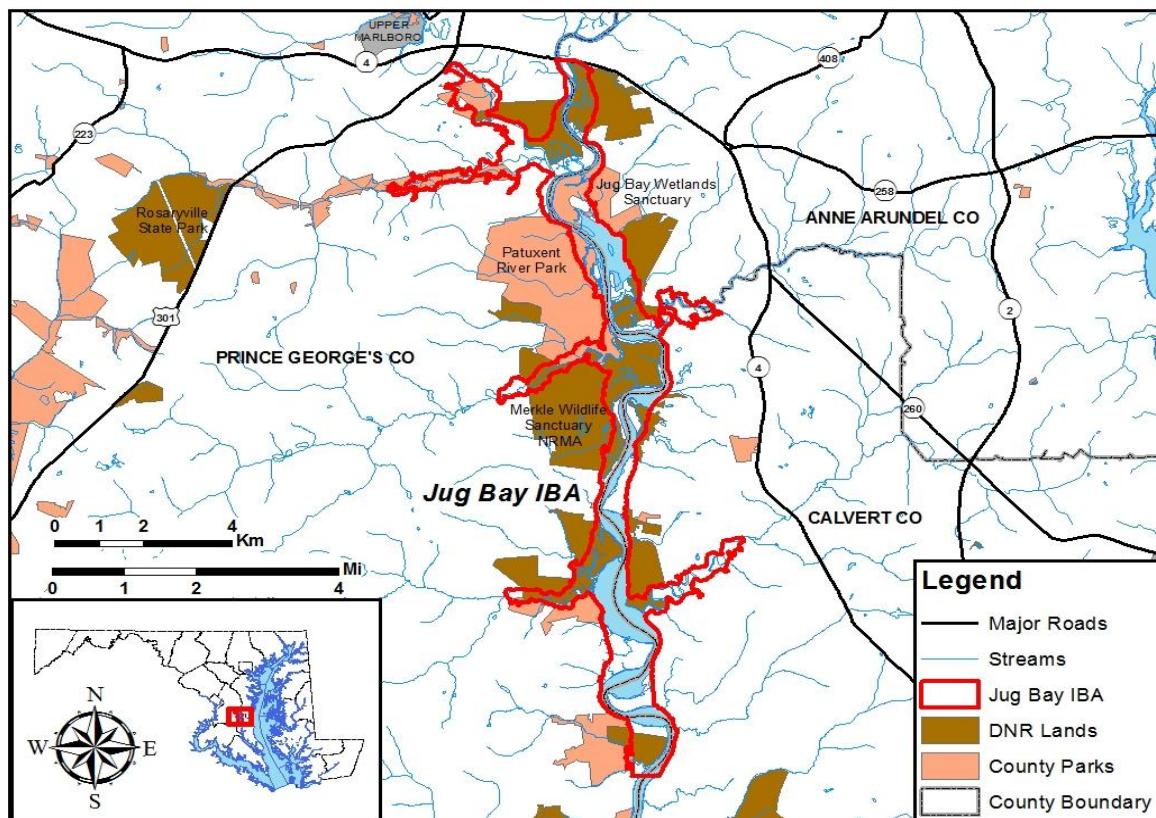 UPPER
MARLBORO
4
408
223
Jug Bay Wetlands
Sanctuary
258
ANNE ARUNDEL CO
Rosaryville
State Park
Patuxent
River Park
301
2
PRINCE GEORGE'S CO
4
Merkle Wildlife
Sanctuary
NRMA
260
Jug Bay IBA
CALVERT CO
0 1 2 4
Km
Mi
0 1 2 4
N
W E
S
Legend
Major Roads
Streams
Jug Bay IBA
DNR Lands
County Parks
County Boundary